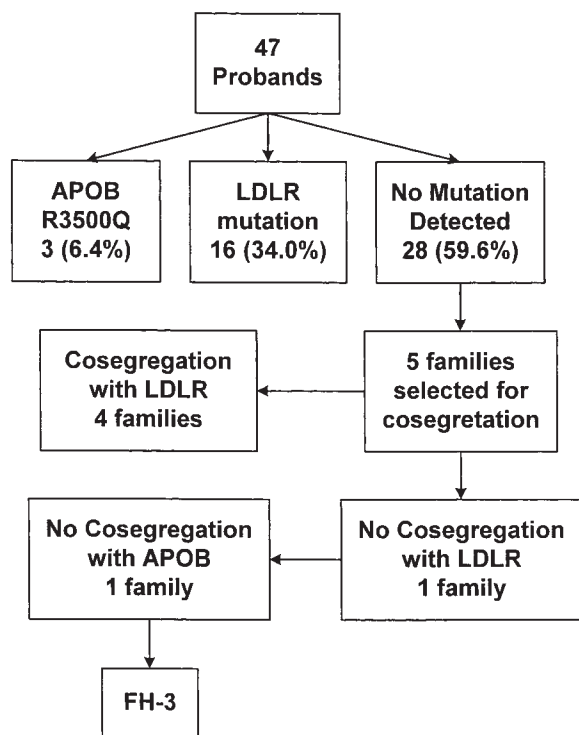 47
Probands
APOB
R3500Q
3 (6.4%)
LDLR
mutation
16 (34.0%)
No Mutation
Detected
28 (59.6%)
Cosegregation
with LDLR
4 families
5 families
selected for
cosegretation
No Cosegregation
with APOB
1 family
No Cosegregation
with LDLR
1 family
FH-3